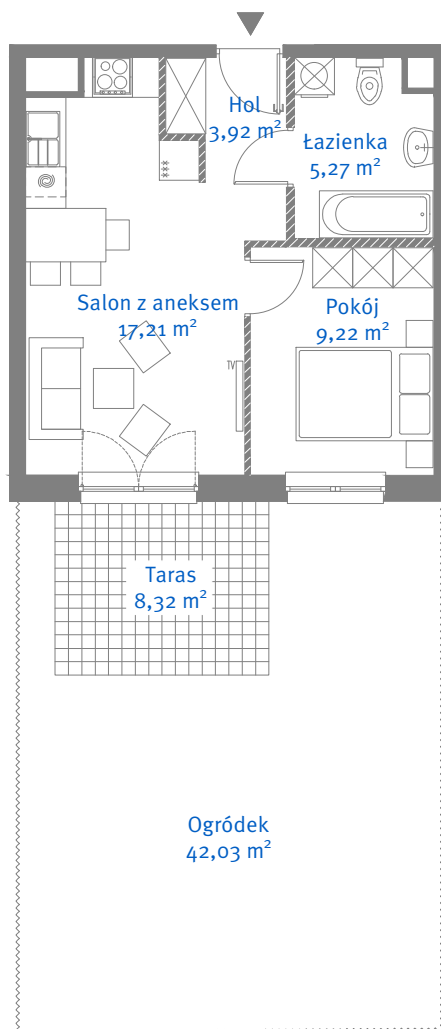 Hol
3,92 m²
Łazienka
5,27 m²
Salon z aneksem
17,21 m²
Pokój
9,22 m²
TV
Taras
8,32 m²
Ogródek
42,03 m²